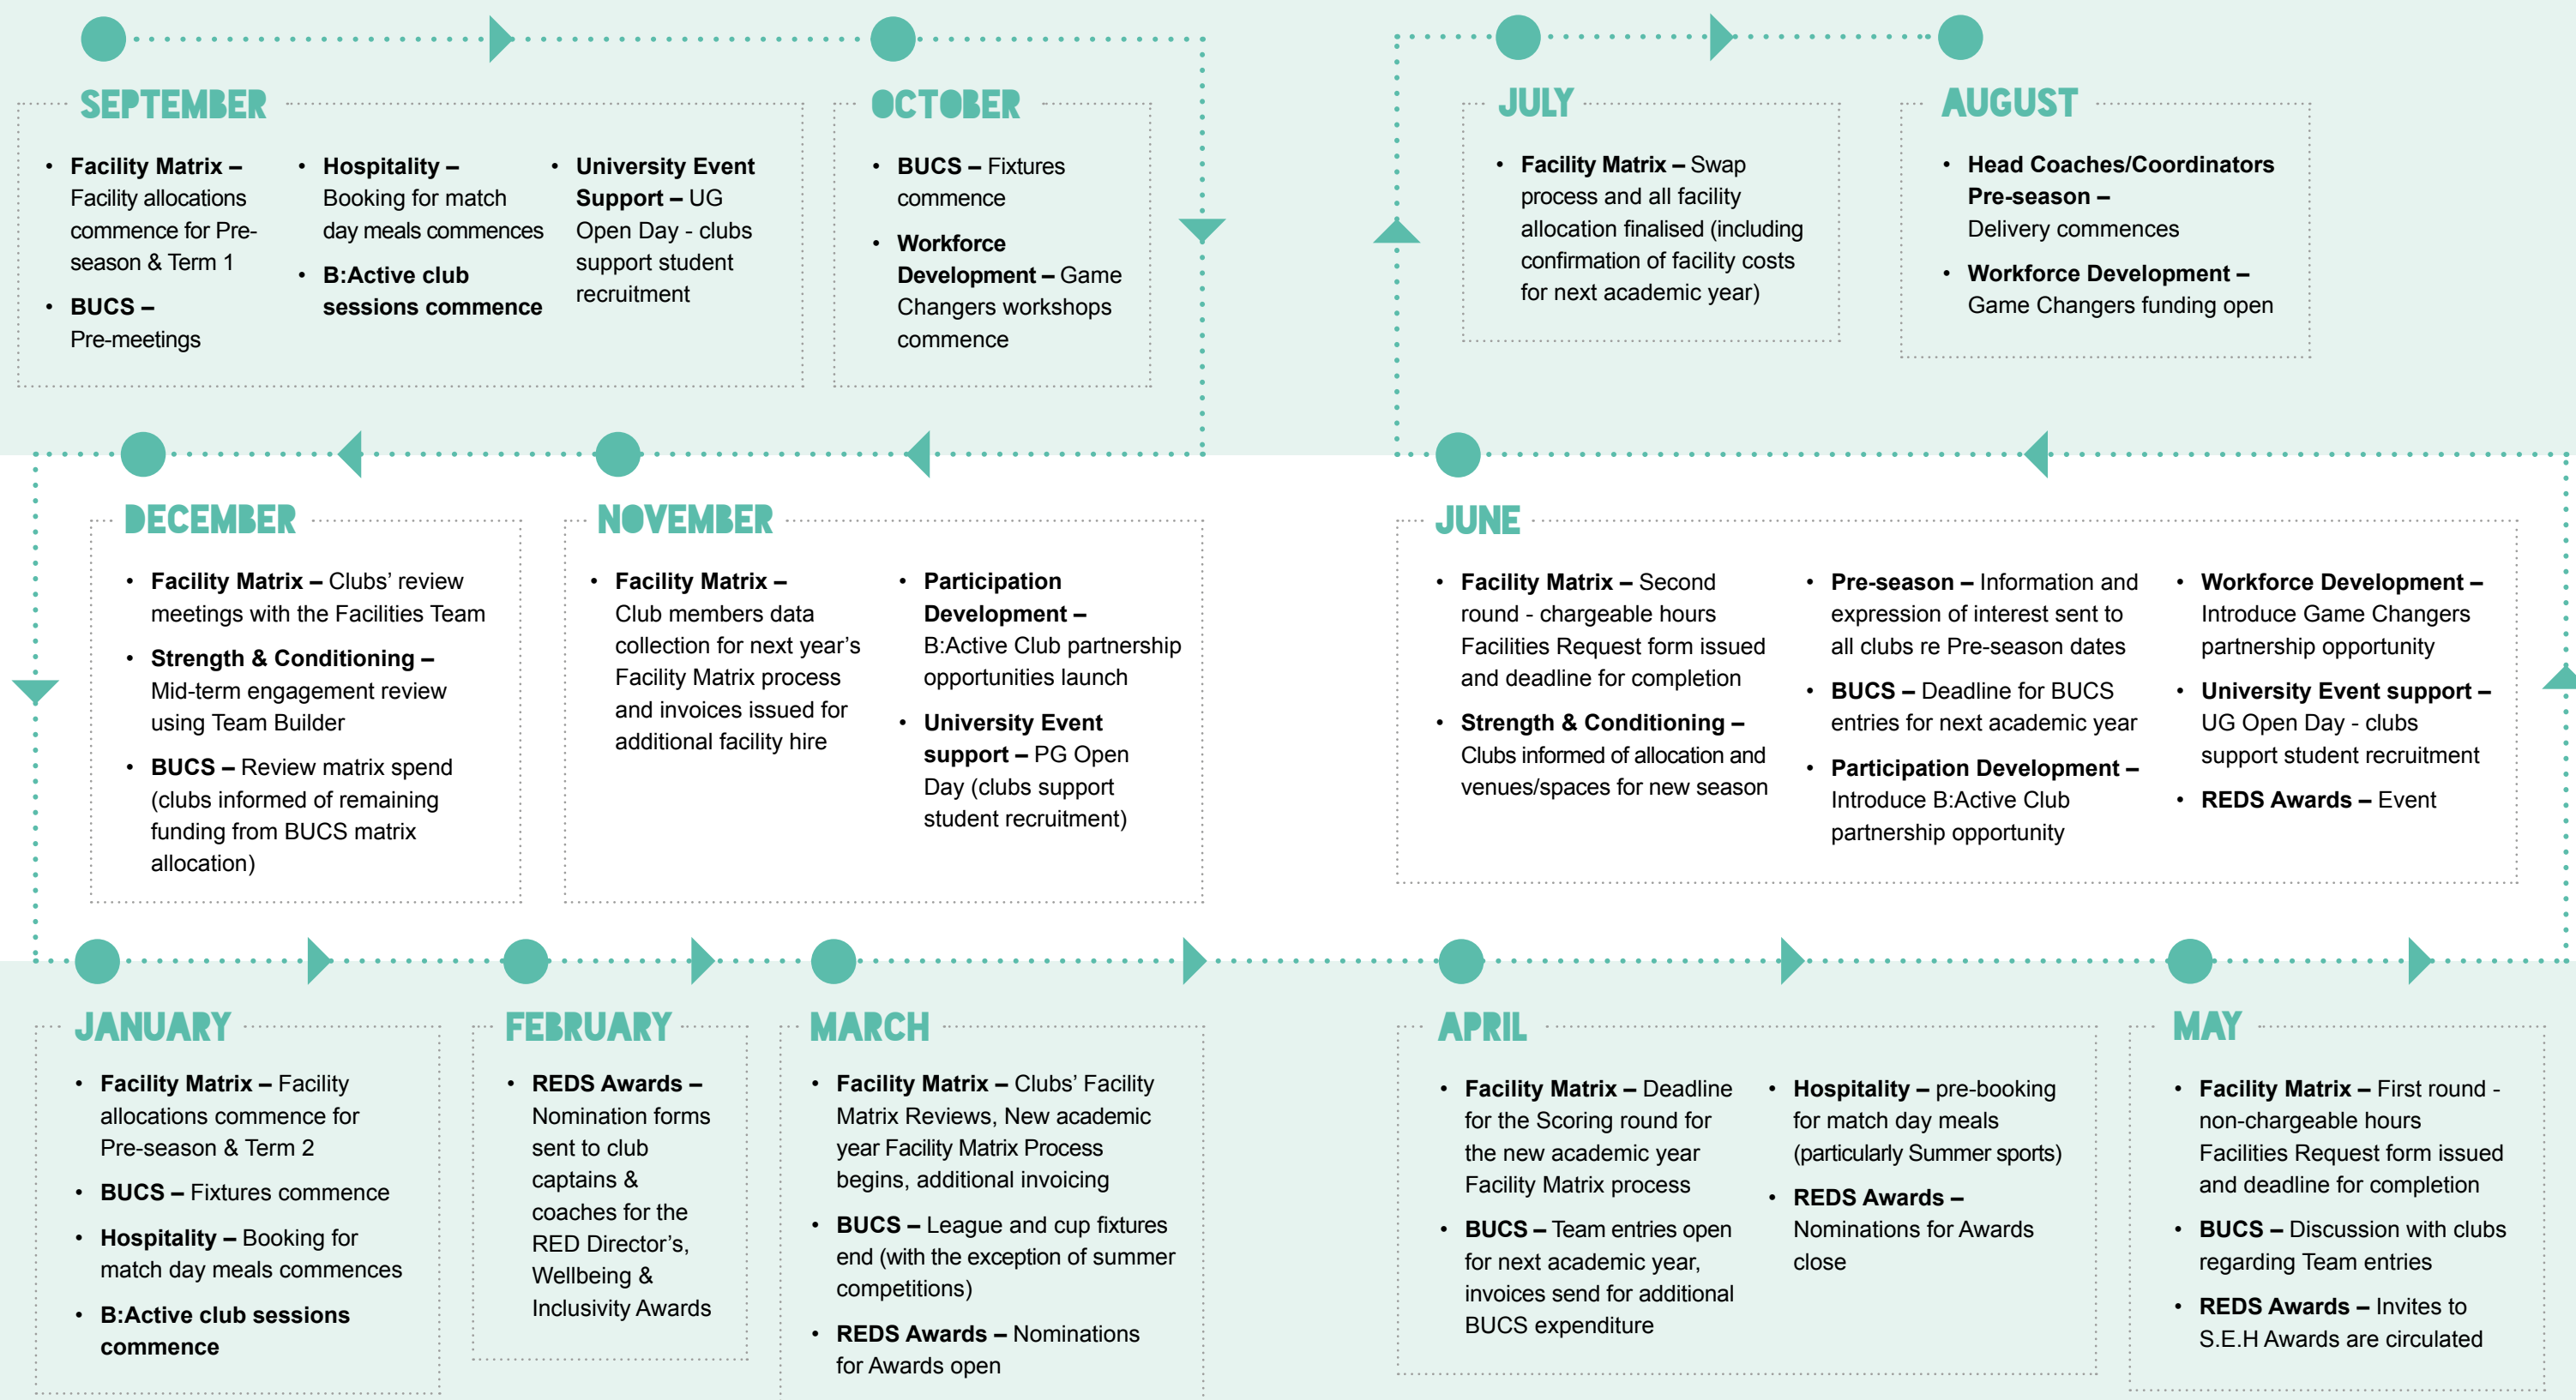 SEPTEMBER
• Facility Matrix –
Facility allocations
commence for Pre-
season & Term 1
• BUCS –
Pre-meetings
• Hospitality –
Booking for match
day meals commences
• B:Active club
sessions commence
• University Event
Support – UG
Open Day - clubs
support student
recruitment
OCTOBER
• BUCS – Fixtures
commence
• Workforce
Development – Game
Changers workshops
commence
NOVEMBER
• Facility Matrix –
Club members data
collection for next year's
Facility Matrix process
and invoices issued for
additional facility hire
• Participation
Development –
B:Active Club partnership
opportunities launch
• University Event
support – PG Open
Day (clubs support
student recruitment)
DECEMBER
• Facility Matrix – Clubs' review
meetings with the Facilities Team
• Strength & Conditioning –
Mid-term engagement review
using Team Builder
• BUCS – Review matrix spend
(clubs informed of remaining
funding from BUCS matrix
allocation)
JANUARY
• Facility Matrix – Facility
allocations commence for
Pre-season & Term 2
• BUCS – Fixtures commence
• Hospitality – Booking for
match day meals commences
• B:Active club sessions
commence
FEBRUARY
• REDS Awards –
Nomination forms
sent to club
captains &
coaches for the
RED Director's,
Wellbeing &
Inclusivity Awards
MARCH
• Facility Matrix – Clubs' Facility
Matrix Reviews, New academic
year Facility Matrix Process
begins, additional invoicing
• BUCS – League and cup fixtures
end (with the exception of summer
competitions)
• REDS Awards – Nominations
for Awards open
APRIL
• Facility Matrix – Deadline
for the Scoring round for
the new academic year
Facility Matrix process
• BUCS – Team entries open
for next academic year,
invoices send for additional
BUCS expenditure
• Hospitality – pre-booking
for match day meals
(particularly Summer sports)
• REDS Awards –
Nominations for Awards
close
MAY
• Facility Matrix – First round -
non-chargeable hours
Facilities Request form issued
and deadline for completion
• BUCS – Discussion with clubs
regarding Team entries
• REDS Awards – Invites to
S.E.H Awards are circulated
JUNE
• Facility Matrix – Second
round - chargeable hours
Facilities Request form issued
and deadline for completion
• Strength & Conditioning –
Clubs informed of allocation and
venues/spaces for new season
• Pre-season – Information and
expression of interest sent to
all clubs re Pre-season dates
• BUCS – Deadline for BUCS
entries for next academic year
• Participation Development –
Introduce B:Active Club
partnership opportunity
• Workforce Development –
Introduce Game Changers
partnership opportunity
• University Event support –
UG Open Day - clubs
support student recruitment
• REDS Awards – Event
JULY
• Facility Matrix – Swap
process and all facility
allocation finalised (including
confirmation of facility costs
for next academic year)
AUGUST
• Head Coaches/Coordinators
Pre-season –
Delivery commences
• Workforce Development –
Game Changers funding open